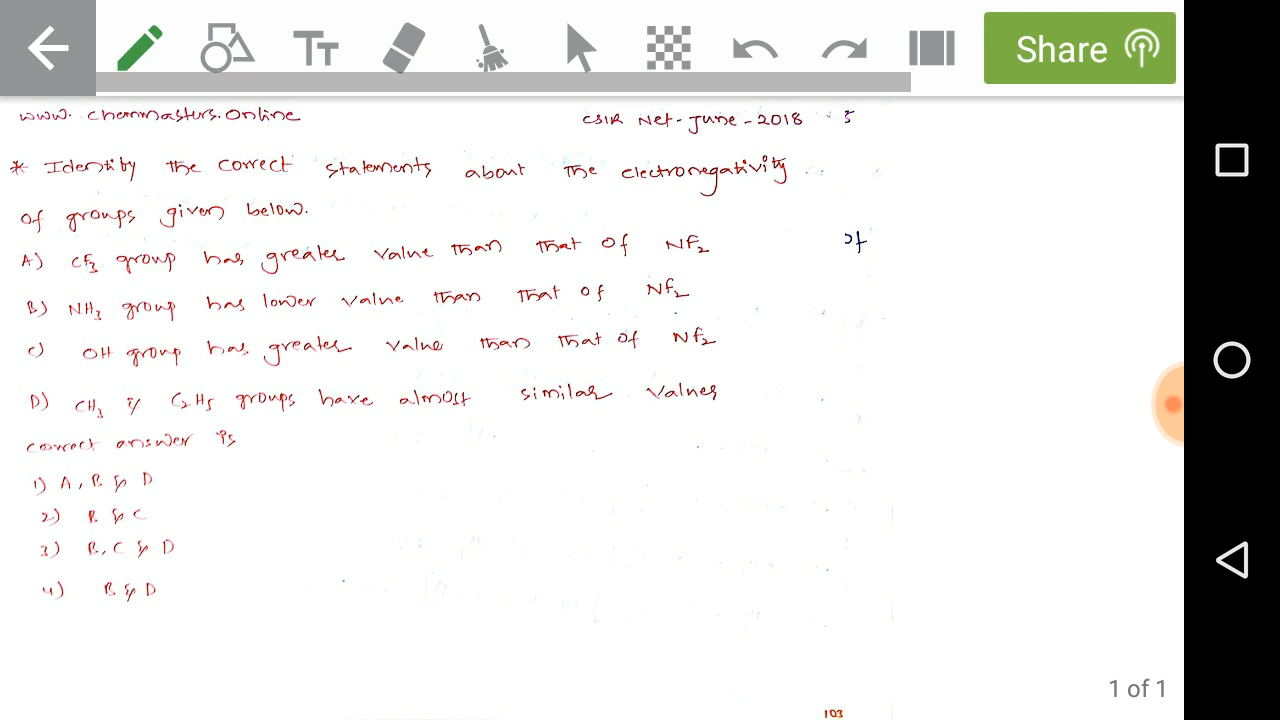 Share
www. chemmasters.online
CSIR Net-June-2018 5
* Identity the correct statements about the electronegativity
of groups given below.
of
A) CF3 group has greater value than that of NF2
B) NH3 group has lower value than that of Nf2
C) OH group has greater value than that of Nf2
D) CH3 & C2H5 groups have almost similar values
correct answer is
1) A, B & D
2) B & C
3) B, C & D
4) B & D
1 of 1
103